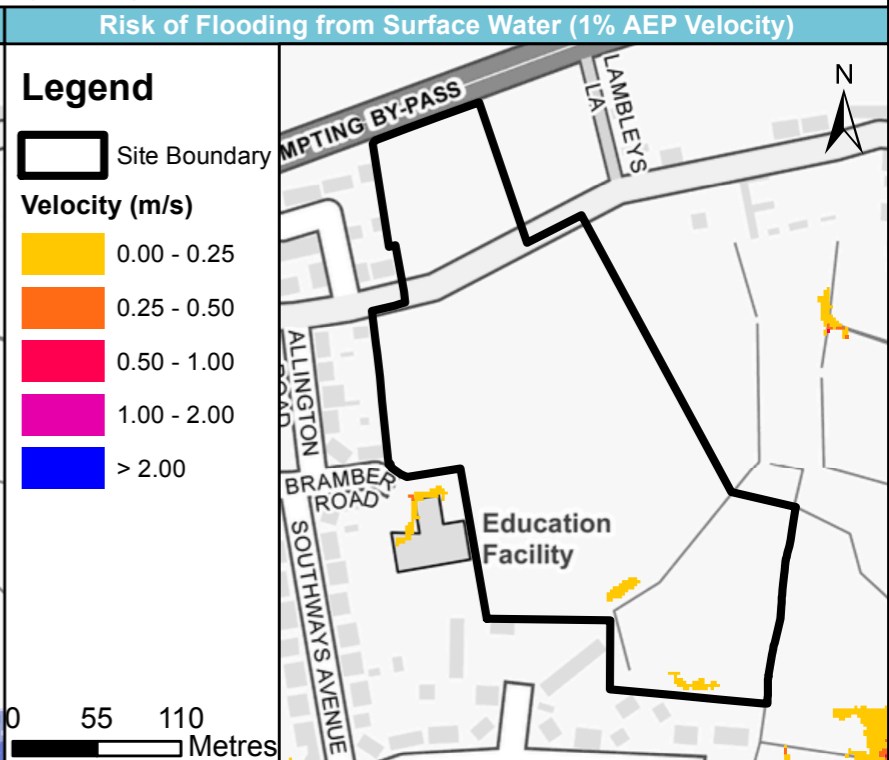 Risk of Flooding from Surface Water (1% AEP Velocity)
Legend
Site Boundary
Velocity (m/s)
0.00 - 0.25
0.25 - 0.50
0.50 - 1.00
1.00 - 2.00
> 2.00
0 55 110
Metres
MPTING BY-PASS
LAMBLEYS
LA
N
ALLINGTON
ROAD
BRAMBER
ROAD
SOUTHWAYS AVENUE
Education
Facility